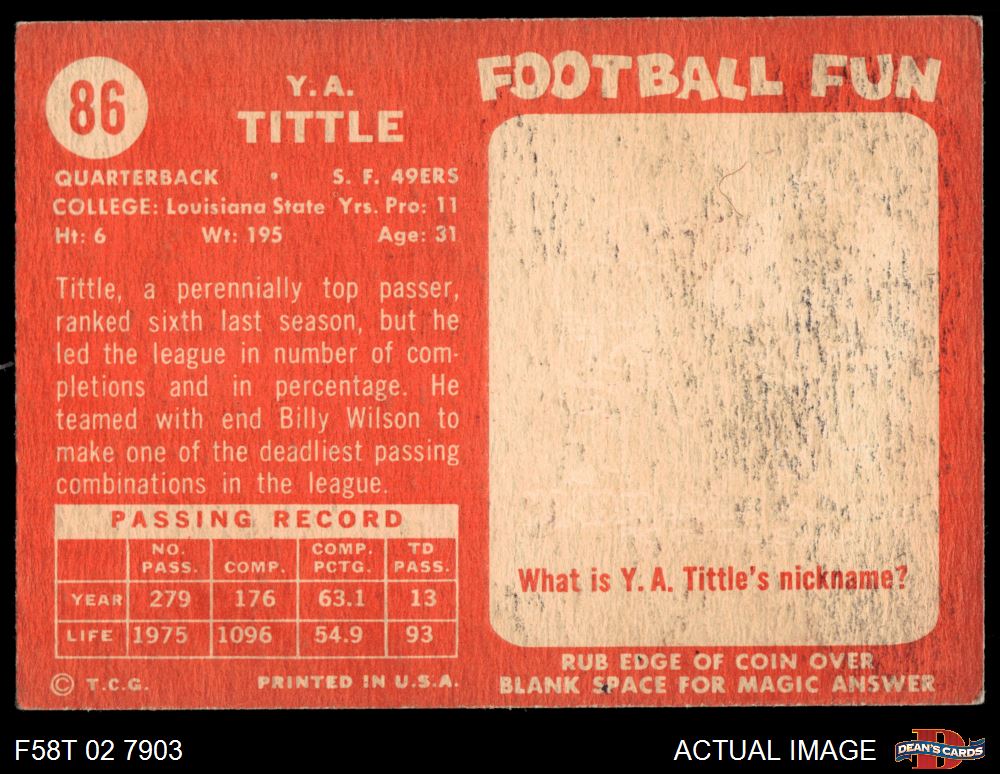 86
Y. A.
TITTLE
QUARTERBACK • S. F. 49ERS
COLLEGE: Louisiana State Yrs. Pro: 11
Ht: 6 Wt: 195 Age: 31
Tittle, a perennially top passer,
ranked sixth last season, but he
led the league in number of com-
pletions and in percentage. He
teamed with end Billy Wilson to
make one of the deadliest passing
combinations in the league.
PASSING RECORD
NO. PASS. COMP. COMP. PCTG. TD PASS.
YEAR 279 176 63.1 13
LIFE 1975 1096 54.9 93
© T.C.G. PRINTED IN U.S.A.
FOOTBALL FUN
What is Y. A. Tittle's nickname?
RUB EDGE OF COIN OVER
BLANK SPACE FOR MAGIC ANSWER
F58T 02 7903
ACTUAL IMAGE
D
DEAN'S CARDS